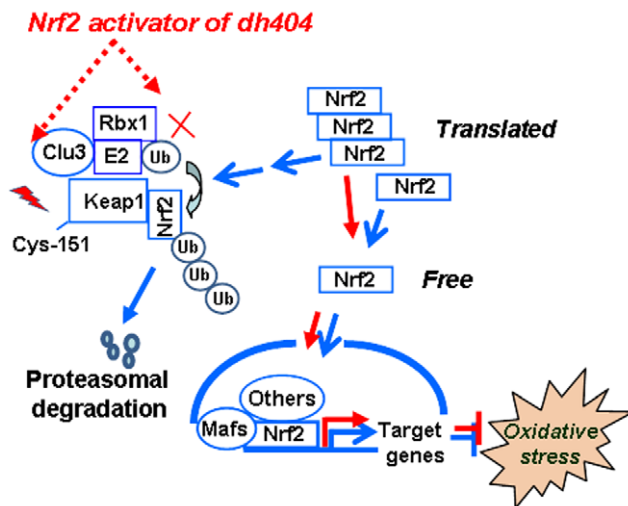 Nrf2 activator of dh404
Rbx1
Clu3
E2
Ub
Keap1
Nrf2
Cys-151
Ub
Ub
Ub
Proteasomal
degradation
Nrf2
Nrf2
Nrf2
Translated
Nrf2
Nrf2
Free
Others
Mafs
Nrf2
Target
genes
Oxidative
stress